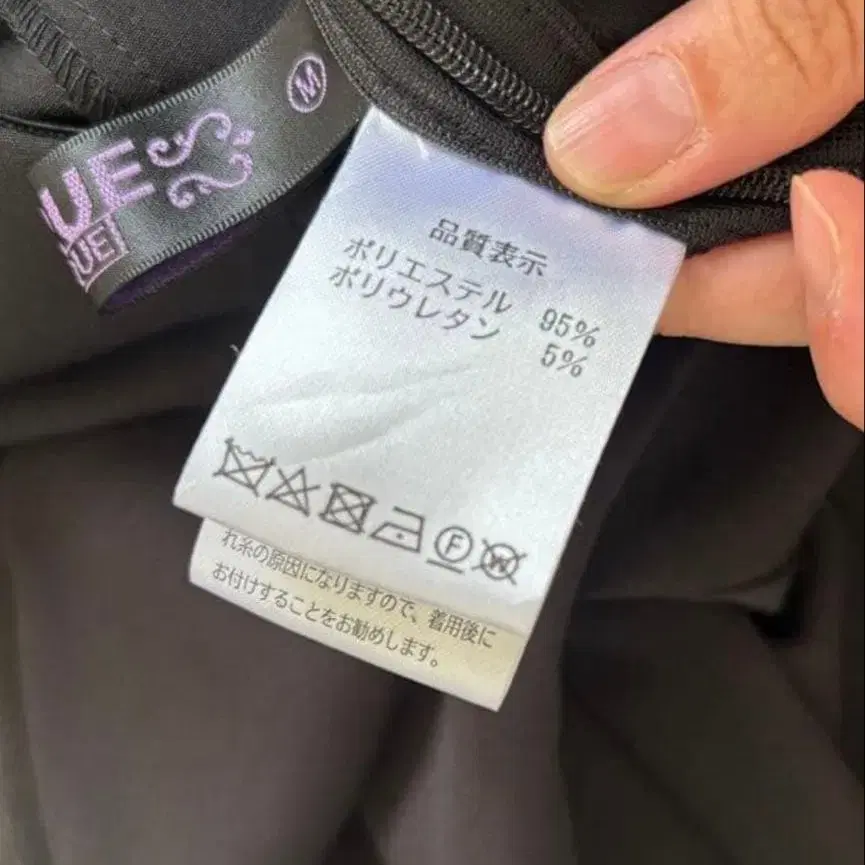 UE
UE
M
品質表示
ポリエステル 95%
ポリウレタン 5%
F
W
れ糸の原因になりますので、着用後に
お付けすることをお勧めします。